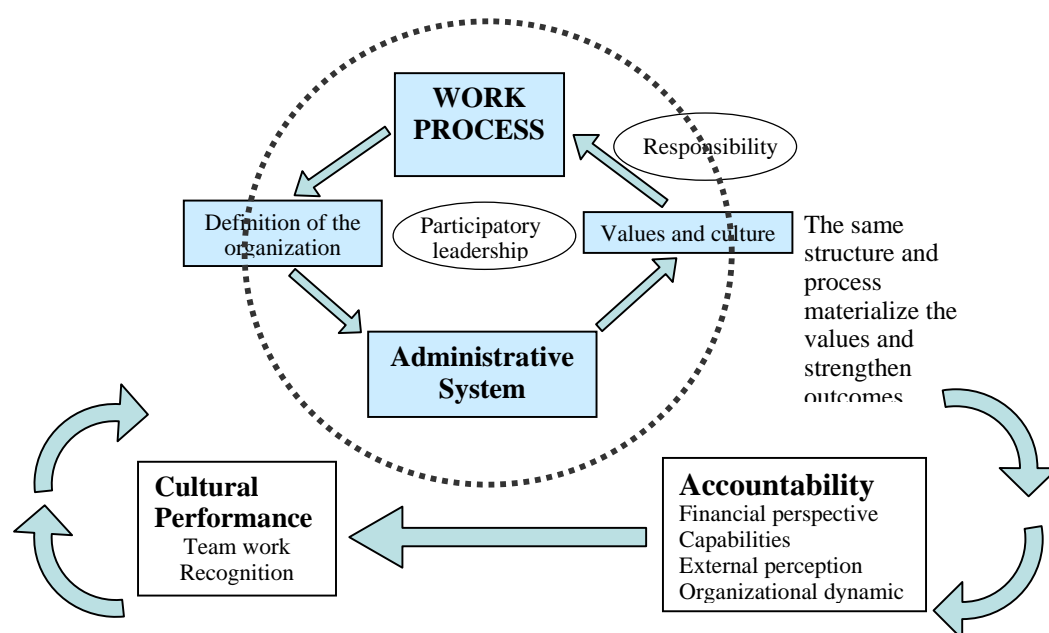 WORK
PROCESS
Responsibility
Definition of the
organization
Participatory
leadership
Values and culture
The same
structure and
process
materialize the
values and
strengthen
outcomes
Administrative
System
Cultural
Performance
Team work
Recognition
Accountability
Financial perspective
Capabilities
External perception
Organizational dynamic